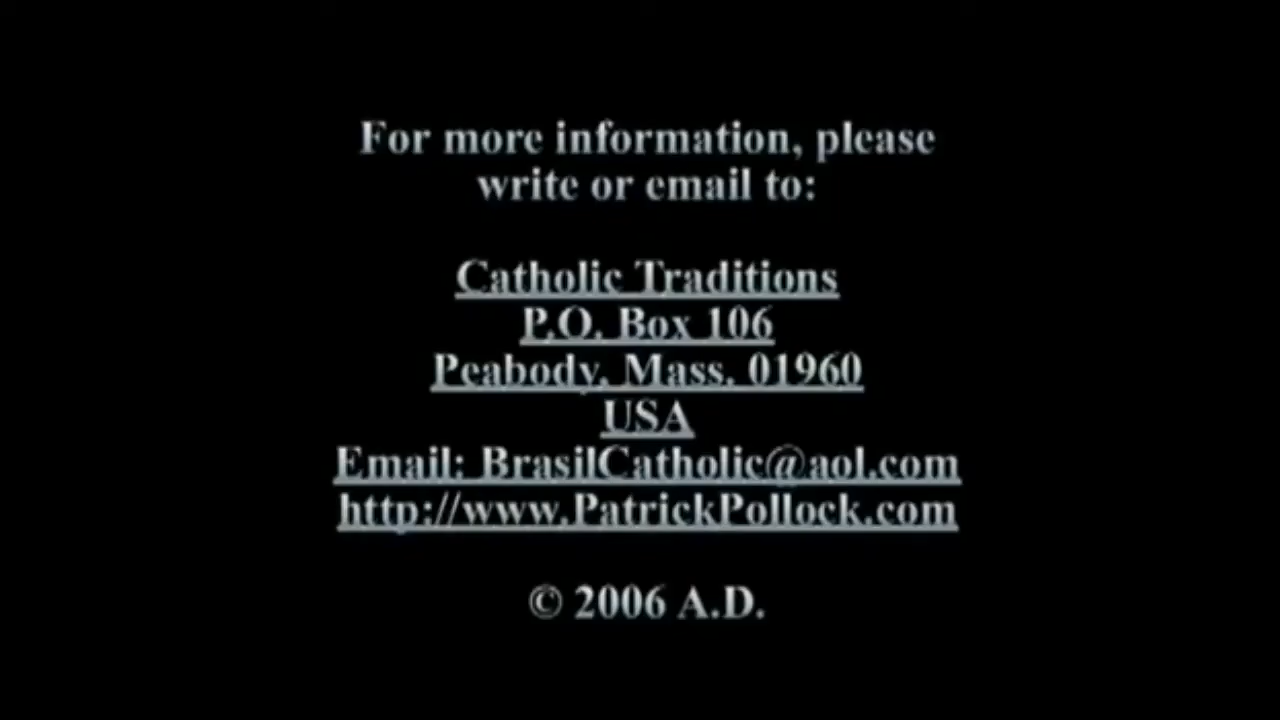 For more information, please
write or email to:
Catholic Traditions
P.O. Box 106
Peabody, Mass. 01960
USA
Email: BrasilCatholic@aol.com
http://www.PatrickPollock.com
© 2006 A.D.